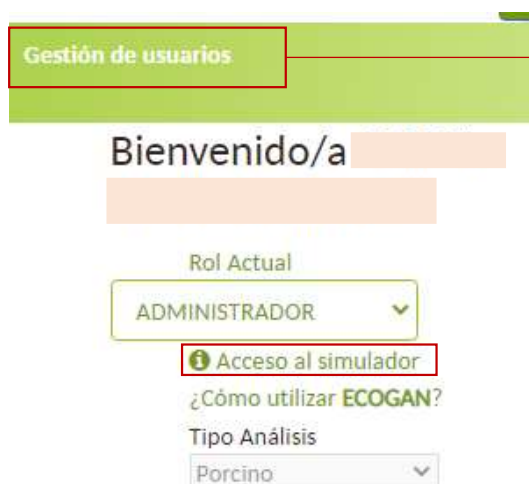 Gestión de usuarios
Bienvenido/a
Rol Actual
ADMINISTRADOR
Acceso al simulador
¿Cómo utilizar ECOGAN?
Tipo Análisis
Porcino